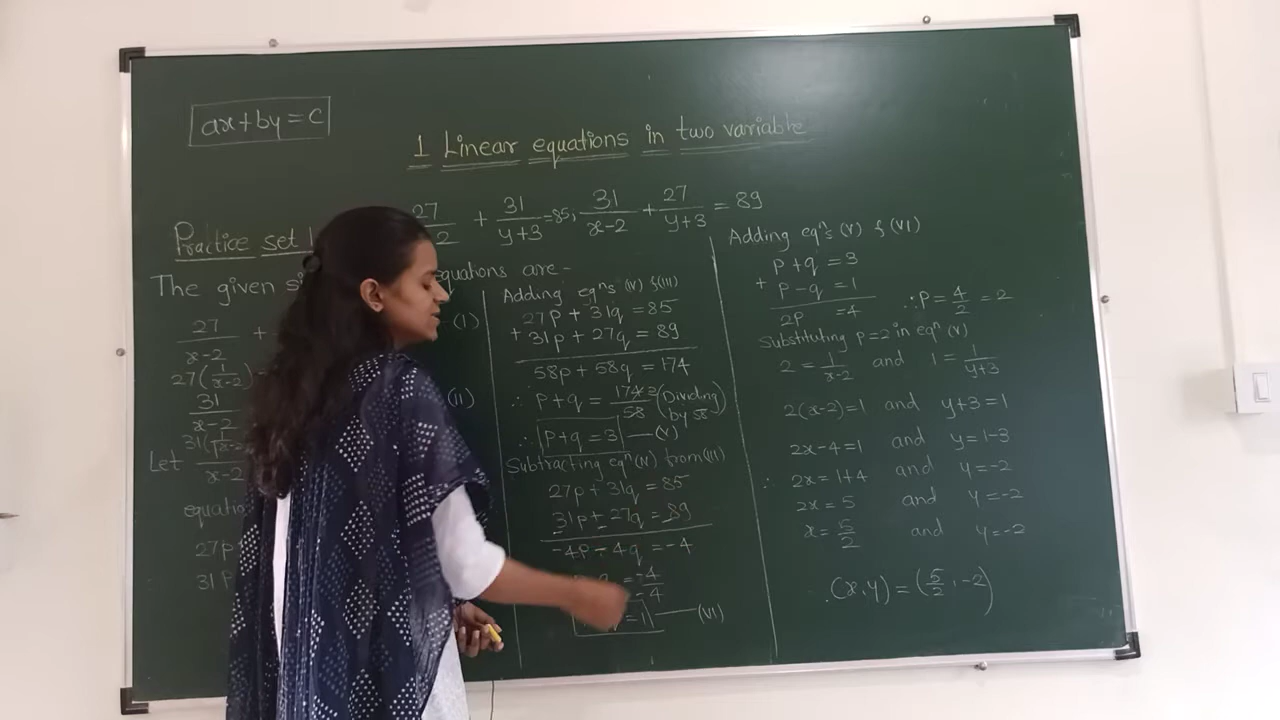 ax+by=c
1 Linear equations in two variable
27/ 2 + 31/y+3 =85; 31/x-2 + 27/y+3 = 89
Practice set 1
The given si equations are-
27/x-2 + (I)
27(1/x-2)
31/x-2 (II)
31(1/x-2)
Let 1/x-2
equatio
27p
31p
Adding eqns (V) & (III)
27p + 31q = 85
+ 31p + 27q = 89
58p + 58q = 174
∴ p+q = 174 3/58 (Dividing
by 58)
∴ p+q = 3 — (V)
Subtracting eqn (IV) from (III)
27p + 31q = 85
31p + 27q = 89
-4p - 4q = -4
= -4/-4
= 1 — (VI)
Adding eqns (V) & (VI)
p+q = 3
+ p-q = 1
2p = 4 ∴ p = 4/2 = 2
Substituting p=2 in eqn (V)
2 = 1/x-2 and 1 = 1/y+3
2(x-2)=1 and y+3=1
2x-4=1 and y=1-3
∴ 2x=1+4 and y=-2
2x=5 and y=-2
x=5/2 and y=-2
(x,y) = (5/2, -2)